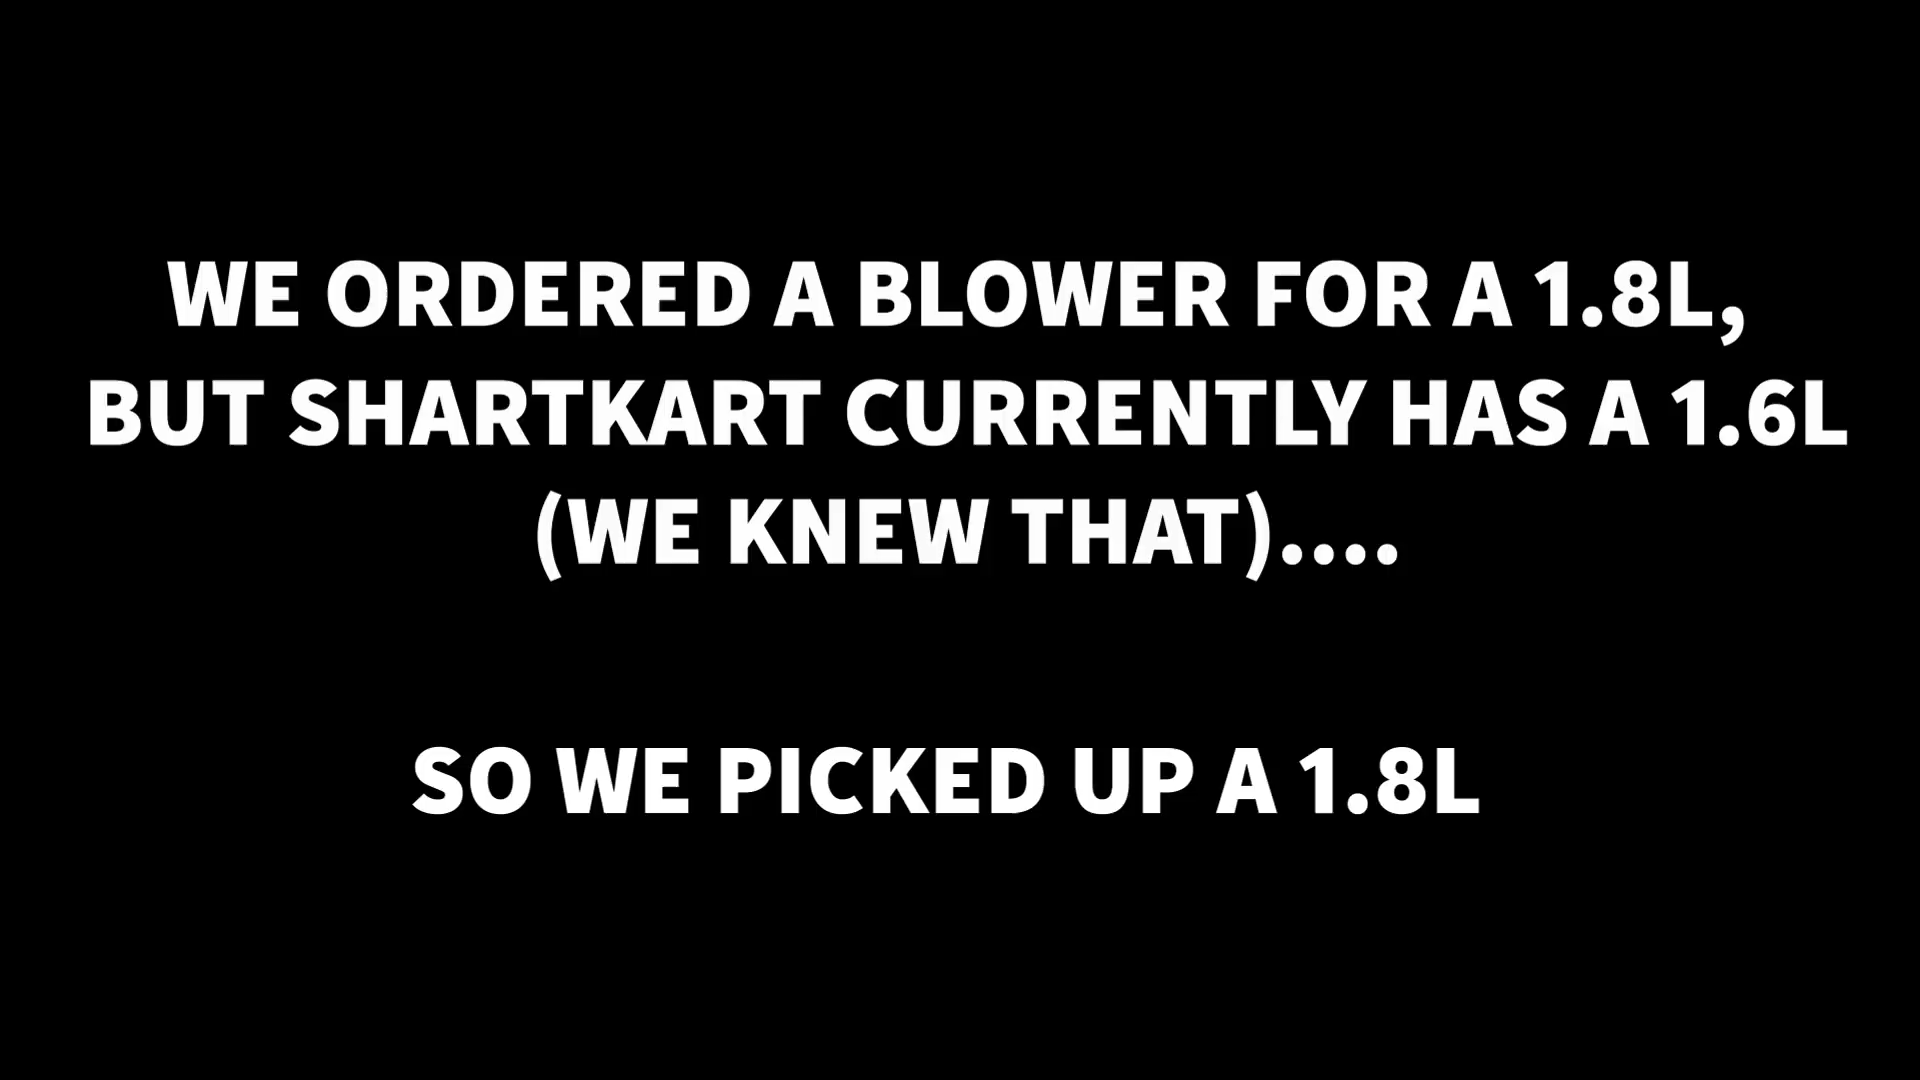 WE ORDERED A BLOWER FOR A 1.8L,
BUT SHARTKART CURRENTLY HAS A 1.6L
(WE KNEW THAT)....
SO WE PICKED UP A 1.8L